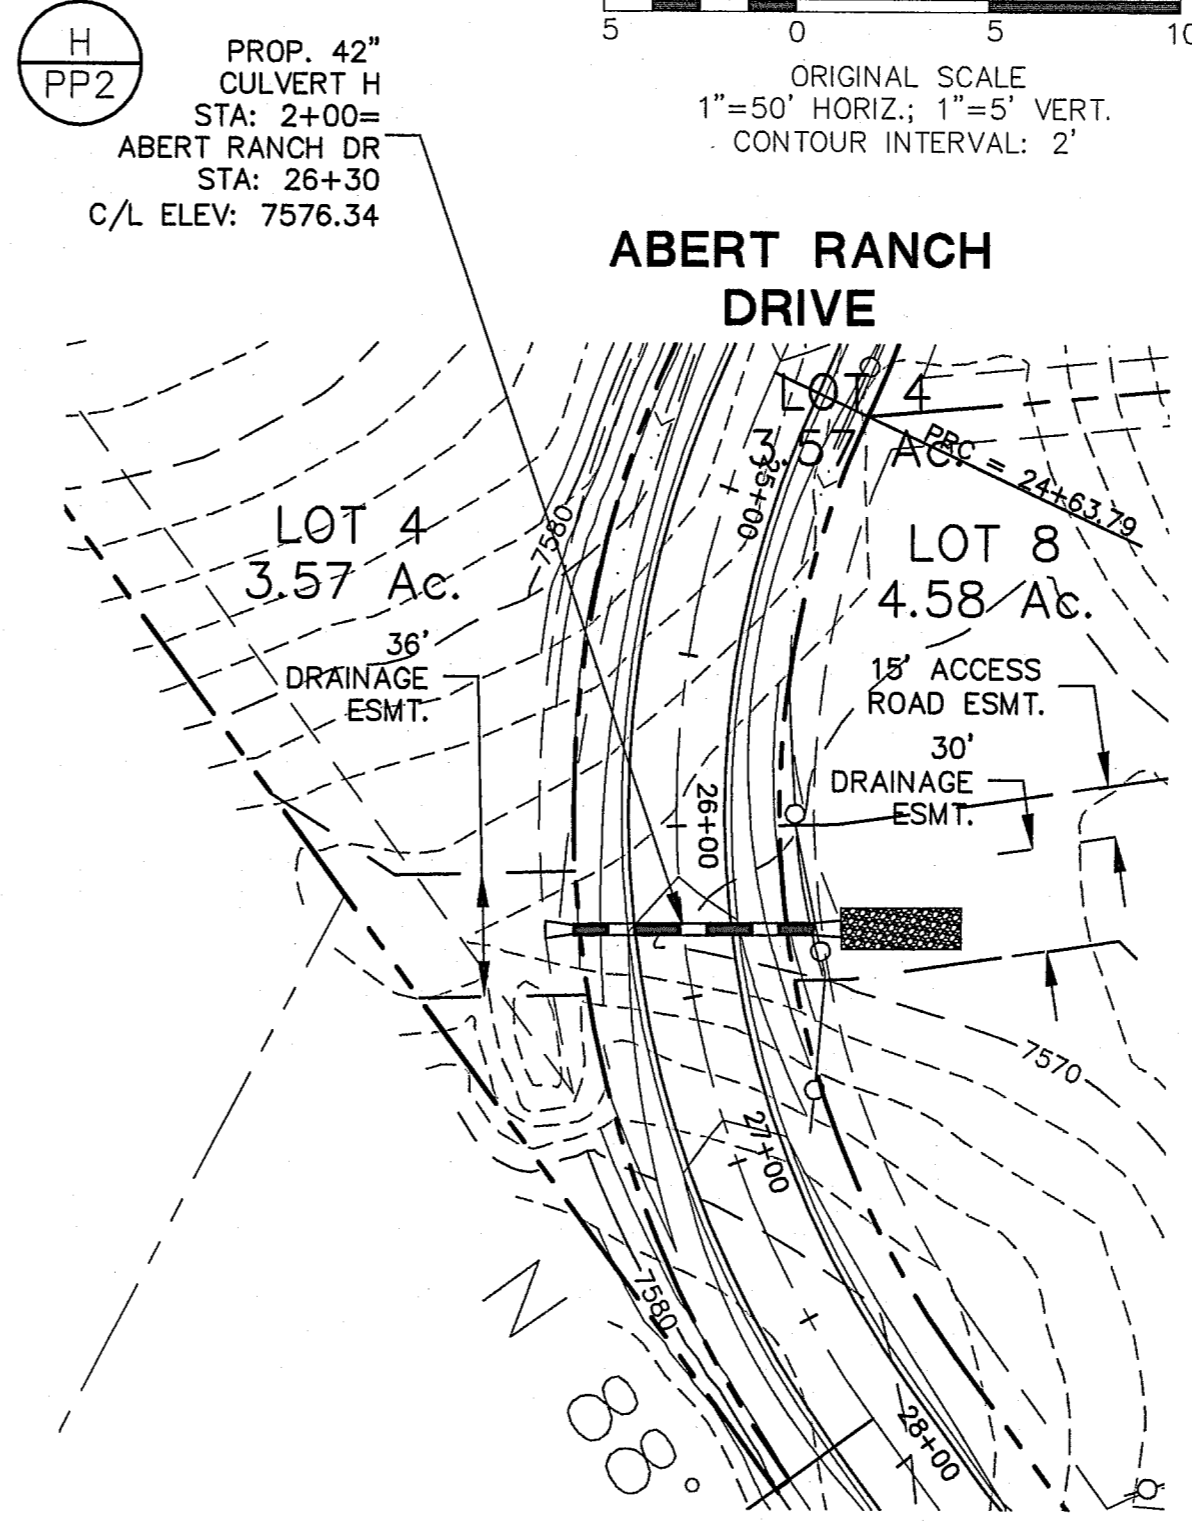 H
PP2
PROP. 42"
CULVERT H
STA: 2+00=
ABERT RANCH DR
STA: 26+30
C/L ELEV: 7576.34
5 0 5 10
ORIGINAL SCALE
1"=50' HORIZ.; 1"=5' VERT.
CONTOUR INTERVAL: 2'
ABERT RANCH
DRIVE
LOT 4
3.57 Ac.
PRC = 24+63.79
25+00
7580
LOT 4
3.57 Ac.
LOT 8
4.58 Ac.
36'
DRAINAGE
ESMT.
15' ACCESS
ROAD ESMT.
30'
DRAINAGE
ESMT.
26+00
7570
27+00
7580
N 88°
28+00